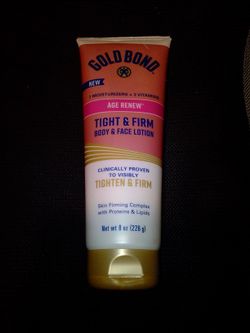 GOLD BOND
NEW
7 MOISTURIZERS + 3 VITAMINS
AGE RENEW
TIGHT & FIRM
BODY & FACE LOTION
CLINICALLY PROVEN
TO VISIBLY
TIGHTEN & FIRM
Skin Firming Complex
with Proteins & Lipids
Net wt 8 oz (226 g)